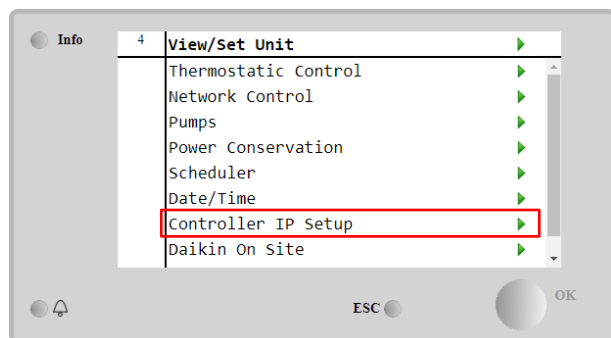 Info
4 View/Set Unit
Thermostatic Control
Network Control
Pumps
Power Conservation
Scheduler
Date/Time
Controller IP Setup
Daikin On Site
ESC OK